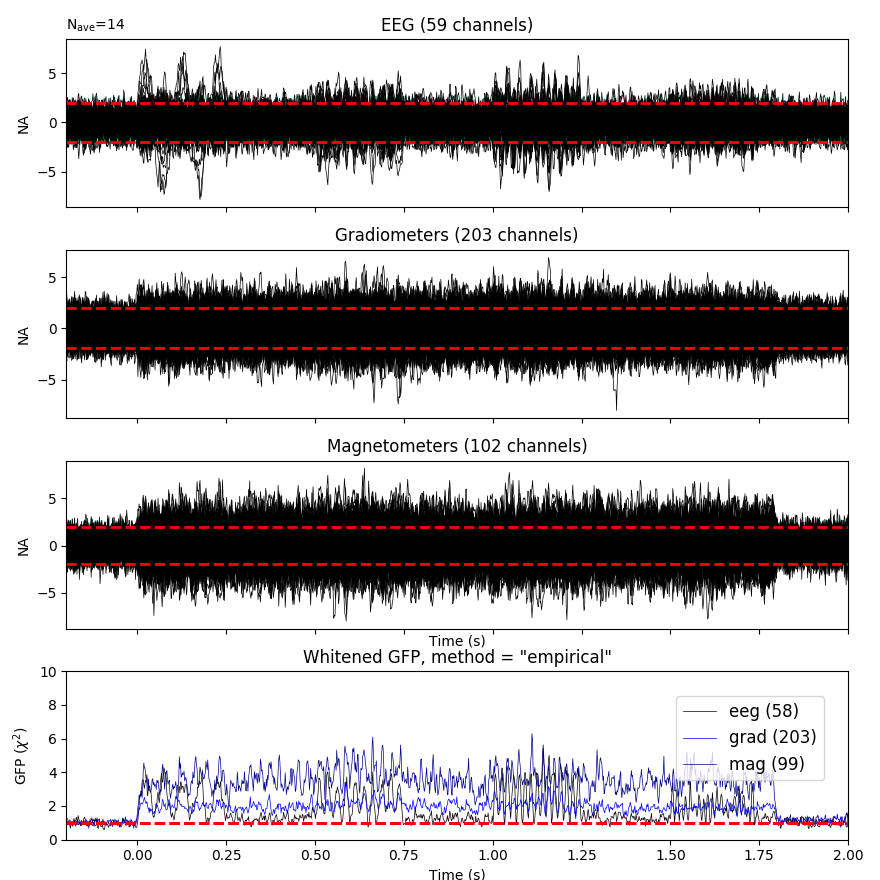 N_ave=14
EEG (59 channels)
5
0
−5
NA
Gradiometers (203 channels)
5
0
−5
NA
Magnetometers (102 channels)
5
0
−5
NA
Time (s)
Whitened GFP, method = "empirical"
10
8
6
4
2
0
GFP (χ²)
eeg (58)
grad (203)
mag (99)
0.00 0.25 0.50 0.75 1.00 1.25 1.50 1.75 2.00
Time (s)